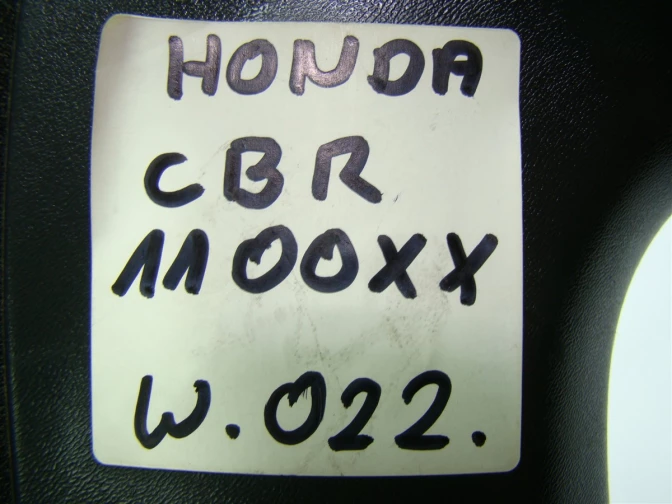 HONDA
CBR
1100XX
W.022.